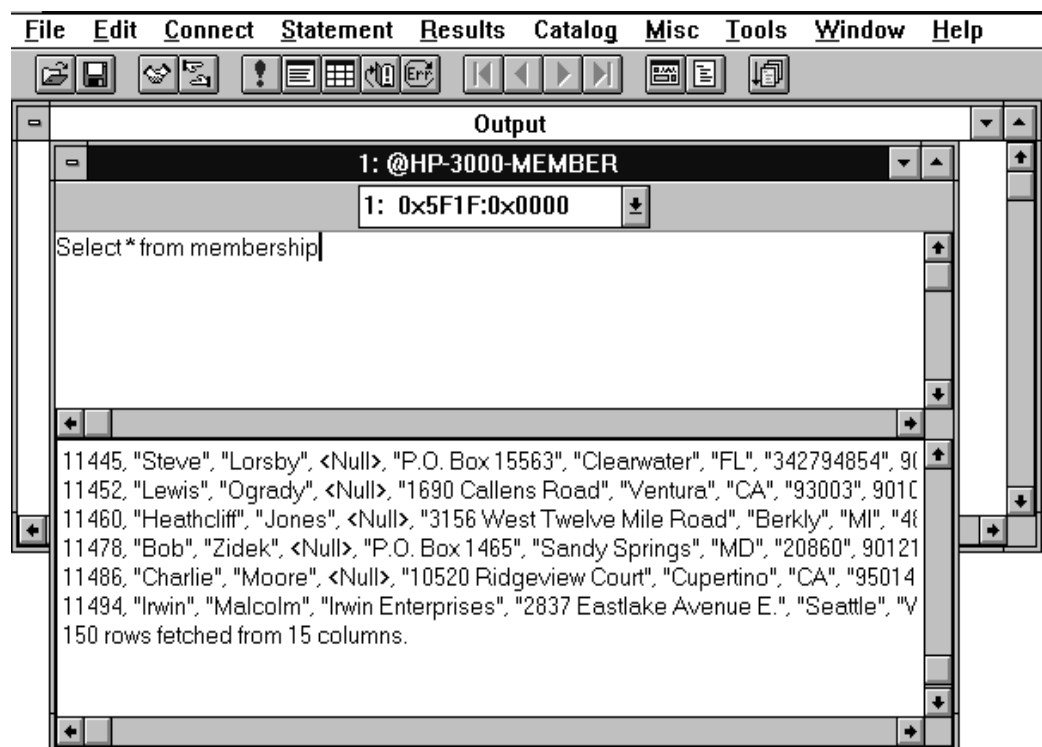 File Edit Connect Statement Results Catalog Misc Tools Window Help
Err
Output
1: @HP-3000-MEMBER
1: 0x5F1F:0x0000
Select * from membership
11445, "Steve", "Lorsby", <Null>, "P.O. Box 15563", "Clearwater", "FL", "342794854", 9(
11452, "Lewis", "Ogrady", <Null>, "1690 Callens Road", "Ventura", "CA", "93003", 9010
11460, "Heathcliff", "Jones", <Null>, "3156 West Twelve Mile Road", "Berkly", "MI", "48
11478, "Bob", "Zidek", <Null>, "P.O. Box 1465", "Sandy Springs", "MD", "20860", 90121
11486, "Charlie", "Moore", <Null>, "10520 Ridgeview Court", "Cupertino", "CA", "95014
11494, "Irwin", "Malcolm", "Irwin Enterprises", "2837 Eastlake Avenue E.", "Seattle", "
150 rows fetched from 15 columns.